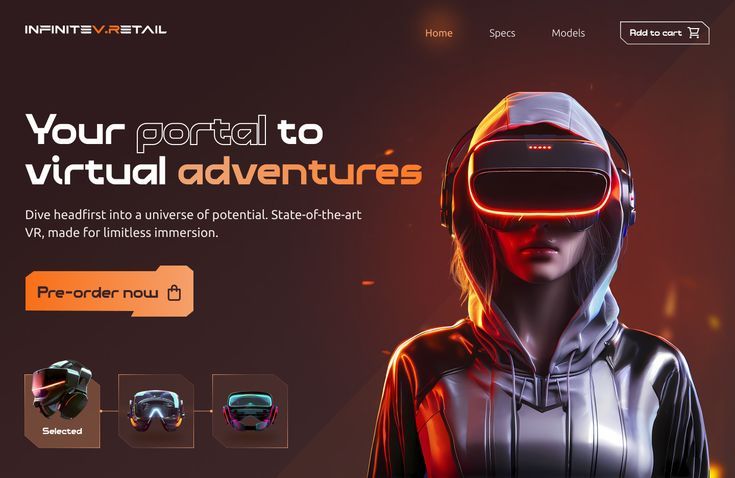 INFINITEV.RETAIL
Home
Specs
Models
Add to cart
Your portal to
virtual adventures
Dive headfirst into a universe of potential. State-of-the-art
VR, made for limitless immersion.
Pre-order now
Selected